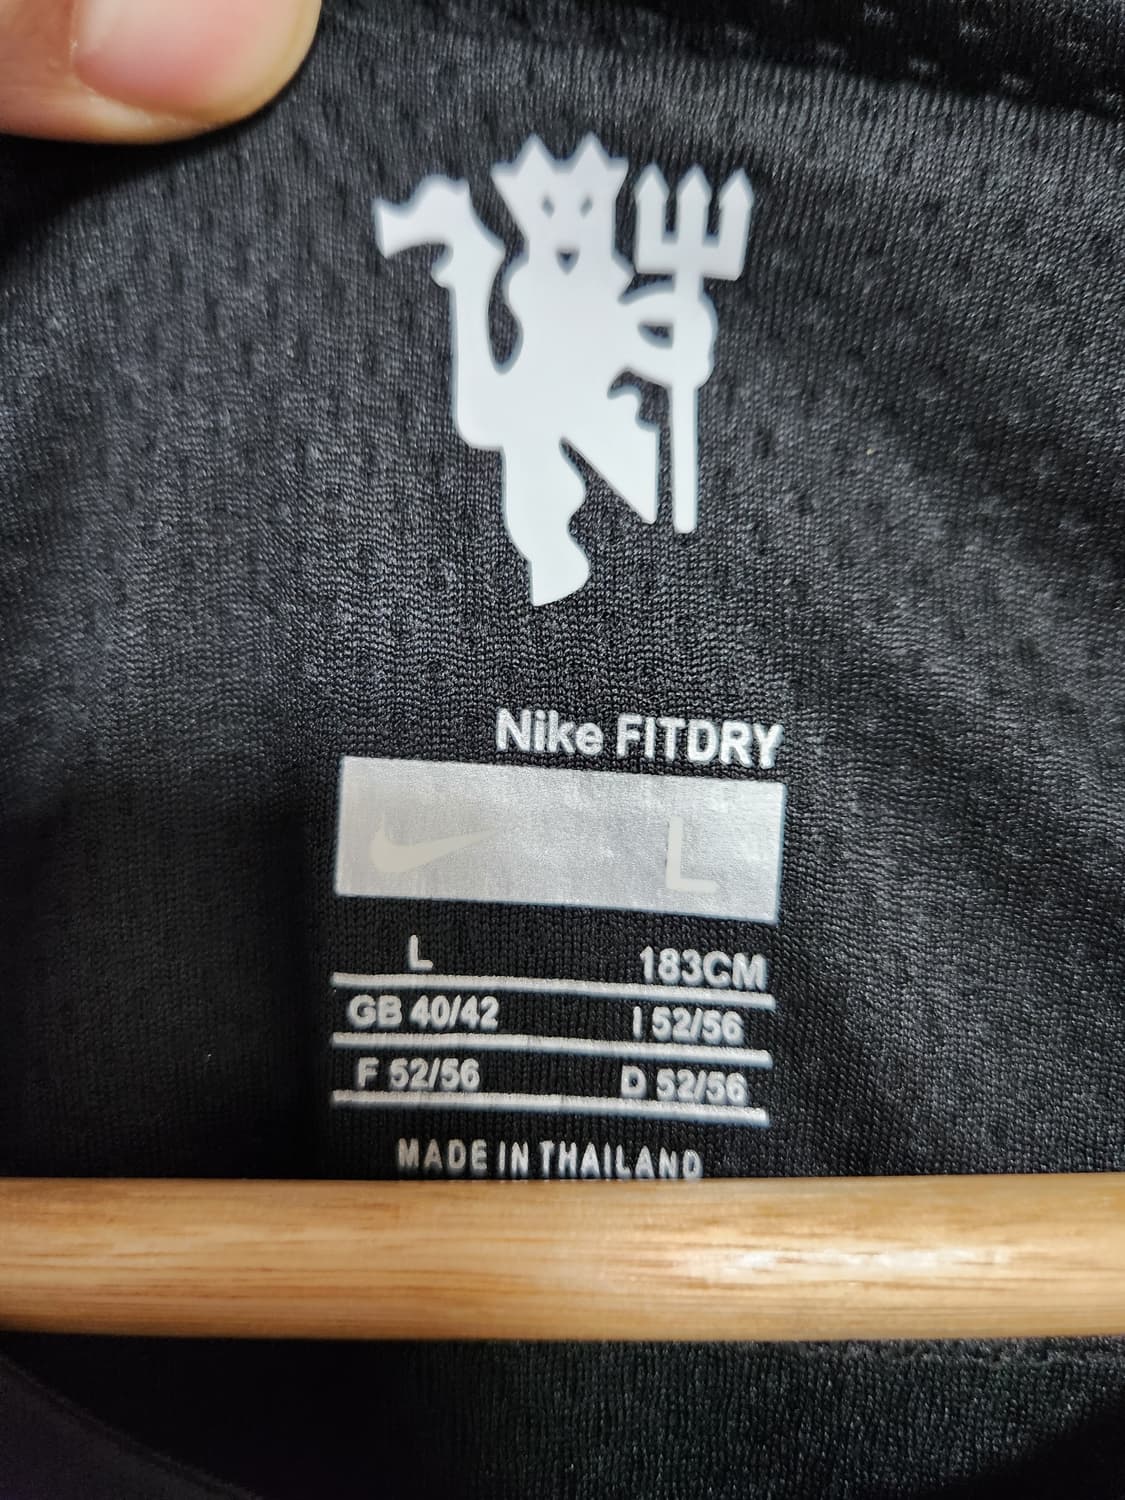 Nike FITDRY
L
L 183CM
GB 40/42 I 52/56
F 52/56 D 52/56
MADE IN THAILAND